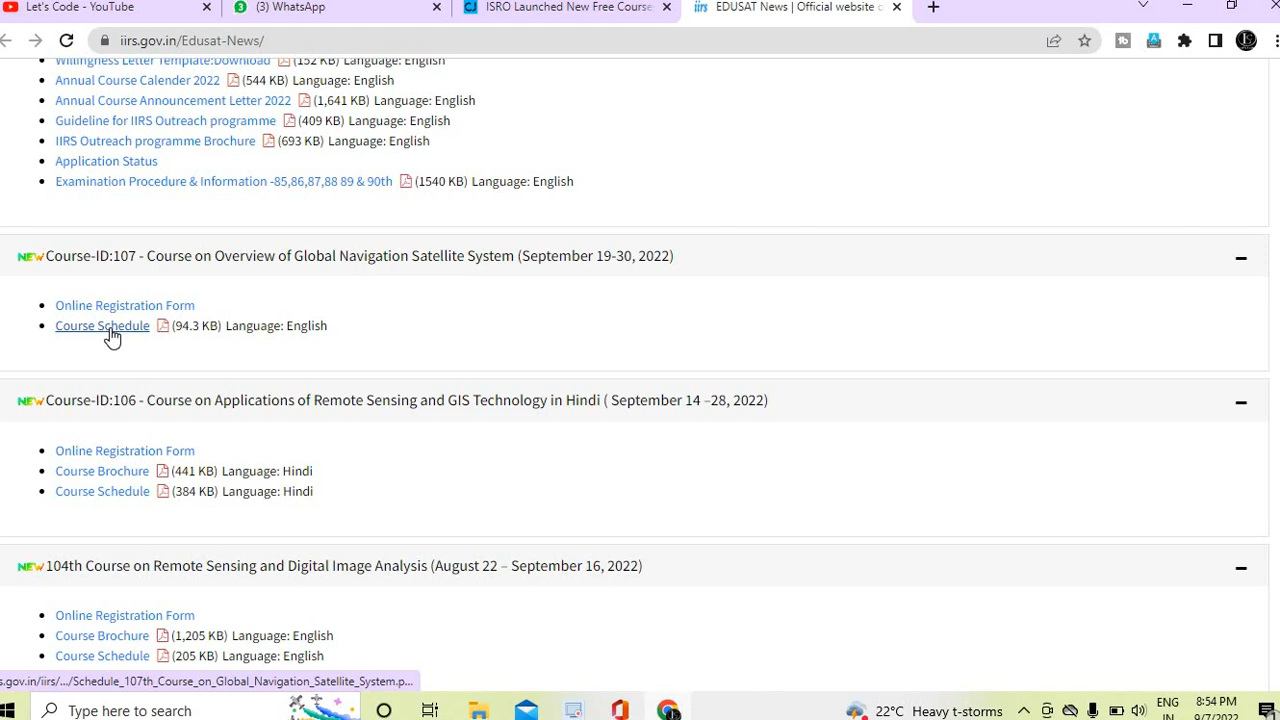 Let's Code - YouTube
(3) WhatsApp
ISRO Launched New Free Course
EDUSAT News | Official website
iirs.gov.in/Edusat-News/
Willingness Letter Template:Download (152 KB) Language: English
Annual Course Calender 2022 (544 KB) Language: English
Annual Course Announcement Letter 2022 (1,641 KB) Language: English
Guideline for IIRS Outreach programme (409 KB) Language: English
IIRS Outreach programme Brochure (693 KB) Language: English
Application Status
Examination Procedure & Information -85,86,87,88 89 & 90th (1540 KB) Language: English
NEW Course-ID:107 - Course on Overview of Global Navigation Satellite System (September 19-30, 2022)
Online Registration Form
Course Schedule (94.3 KB) Language: English
NEW Course-ID:106 - Course on Applications of Remote Sensing and GIS Technology in Hindi ( September 14 –28, 2022)
Online Registration Form
Course Brochure (441 KB) Language: Hindi
Course Schedule (384 KB) Language: Hindi
NEW 104th Course on Remote Sensing and Digital Image Analysis (August 22 – September 16, 2022)
Online Registration Form
Course Brochure (1,205 KB) Language: English
Course Schedule (205 KB) Language: English
s.gov.in/iirs/.../Schedule_107th_Course_on_Global_Navigation_Satellite_System.p...
Type here to search
22°C Heavy t-storms
ENG
IN
8:54 PM
9/7/2022